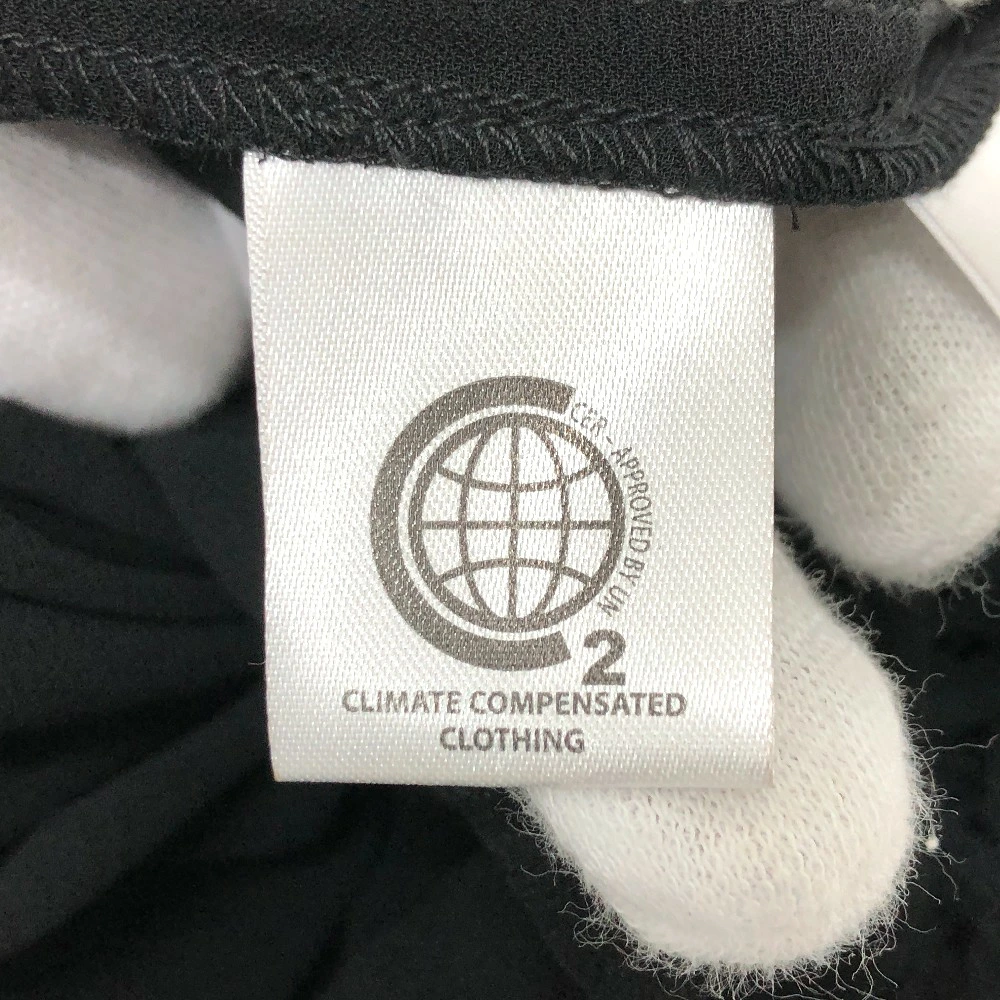 CER - APPROVED BY UN
2
CLIMATE COMPENSATED
CLOTHING